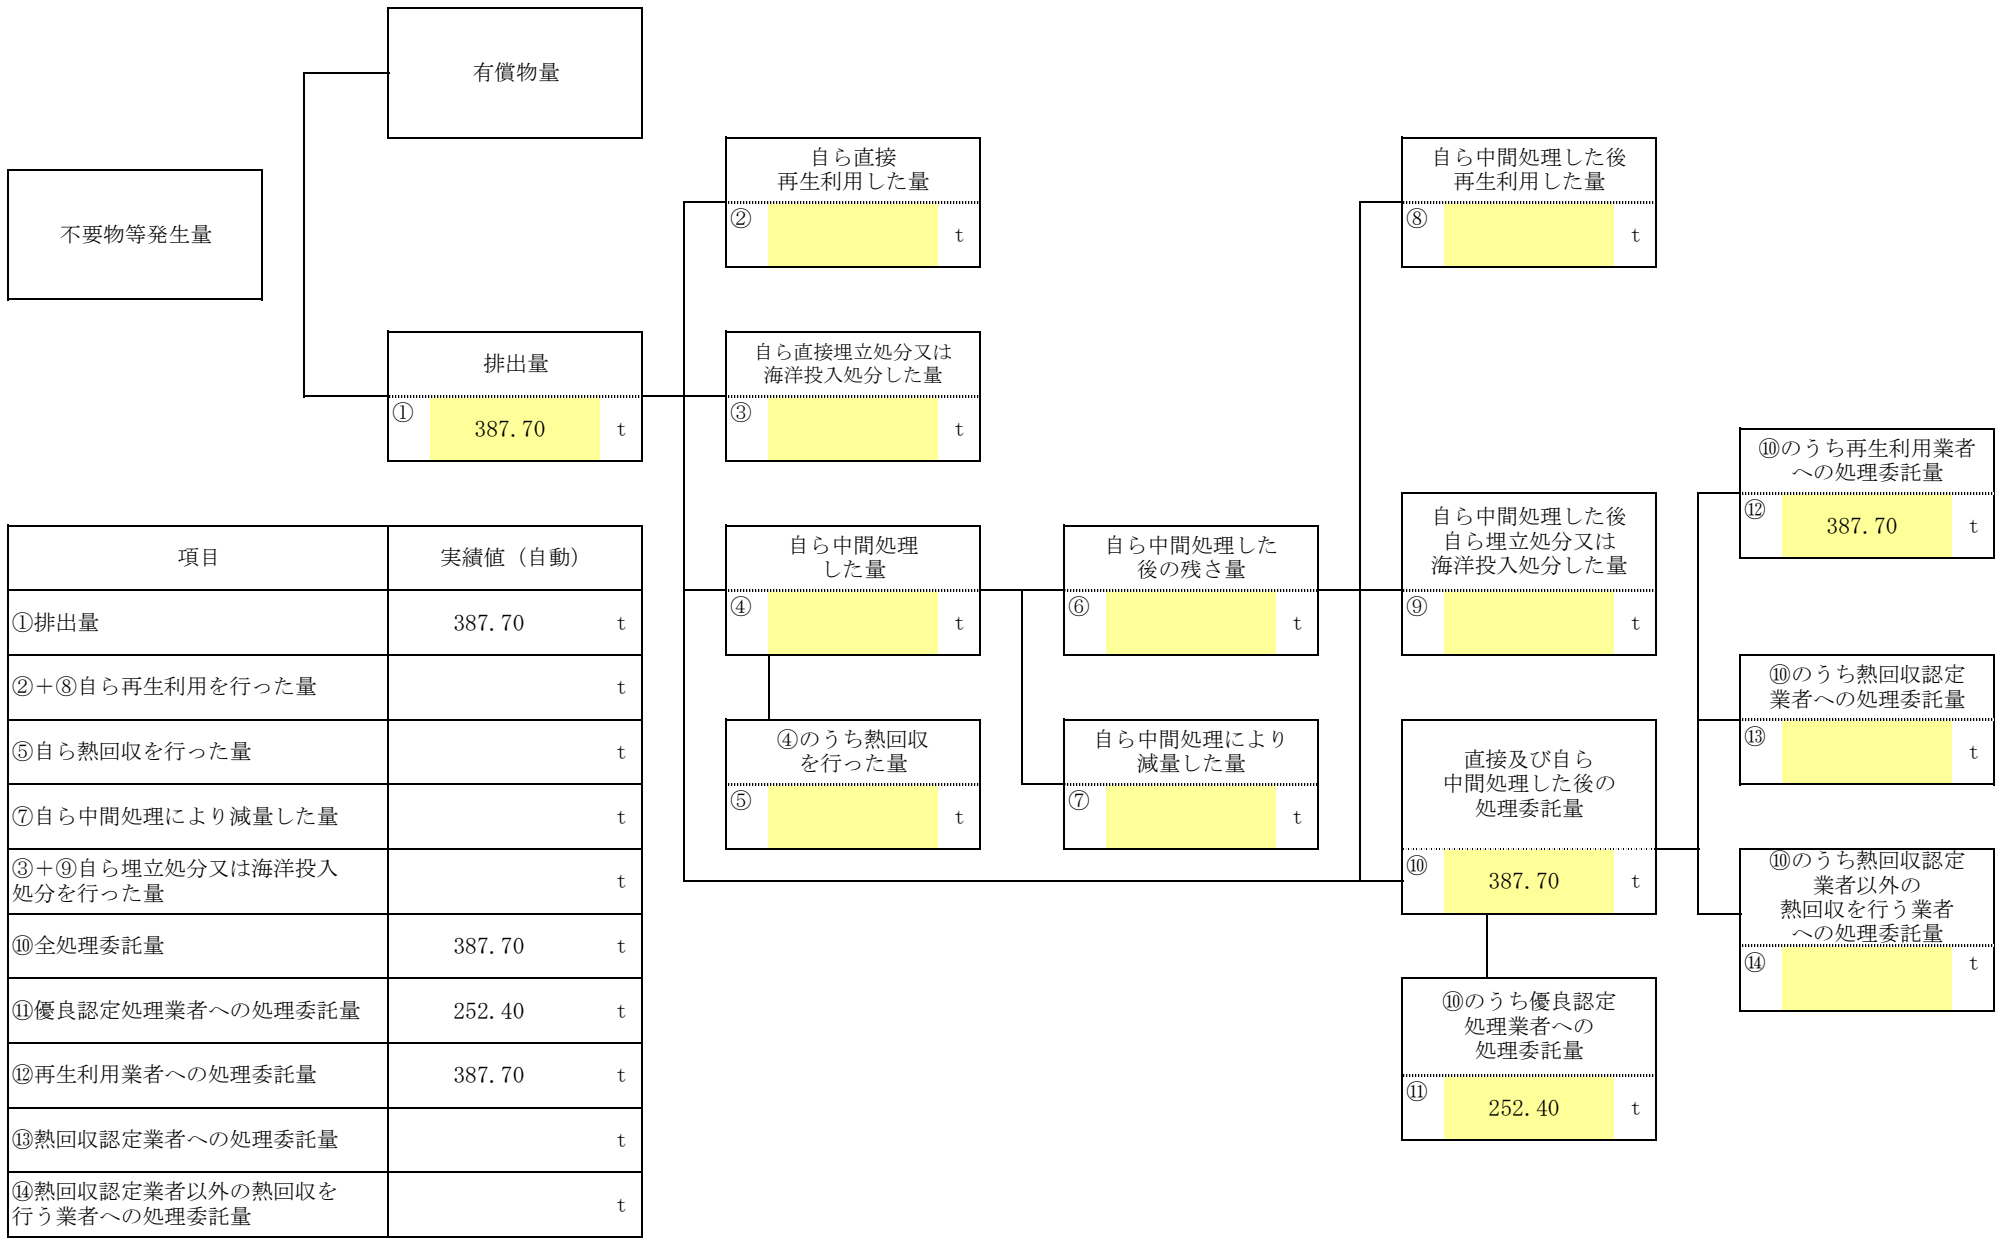 有償物量
不要物等発生量
排出量
①
387.70
t
自ら直接
再生利用した量
②
t
自ら直接埋立処分又は
海洋投入処分した量
③
t
自ら中間処理
した量
④
t
④のうち熱回収
を行った量
⑤
t
自ら中間処理した
後の残さ量
⑥
t
自ら中間処理により
減量した量
⑦
t
自ら中間処理した後
再生利用した量
⑧
t
自ら中間処理した後
自ら埋立処分又は
海洋投入処分した量
⑨
t
直接及び自ら
中間処理した後の
処理委託量
⑩
387.70
t
⑩のうち優良認定
処理業者への
処理委託量
⑪
252.40
t
⑩のうち再生利用業者
への処理委託量
⑫
387.70
t
⑩のうち熱回収認定
業者への処理委託量
⑬
t
⑩のうち熱回収認定
業者以外の
熱回収を行う業者
への処理委託量
⑭
t
項目 実績値（自動）
①排出量 387.70 t
②＋⑧自ら再生利用を行った量 t
⑤自ら熱回収を行った量 t
⑦自ら中間処理により減量した量 t
③＋⑨自ら埋立処分又は海洋投入
処分を行った量 t
⑩全処理委託量 387.70 t
⑪優良認定処理業者への処理委託量 252.40 t
⑫再生利用業者への処理委託量 387.70 t
⑬熱回収認定業者への処理委託量 t
⑭熱回収認定業者以外の熱回収を
行う業者への処理委託量 t